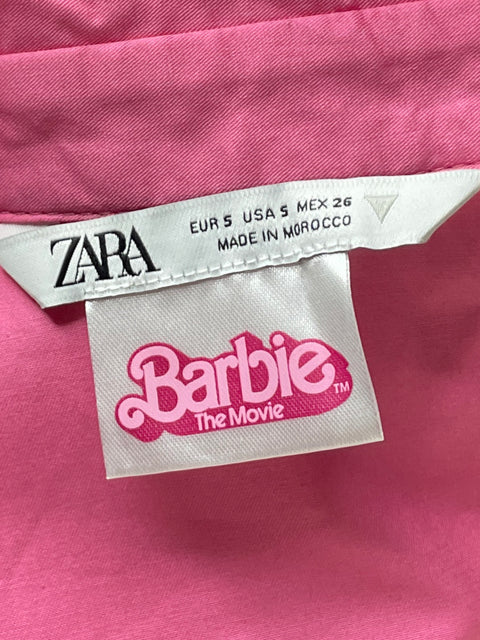 ZARA
EUR S USA S MEX 26
MADE IN MOROCCO
Barbie TM
The Movie